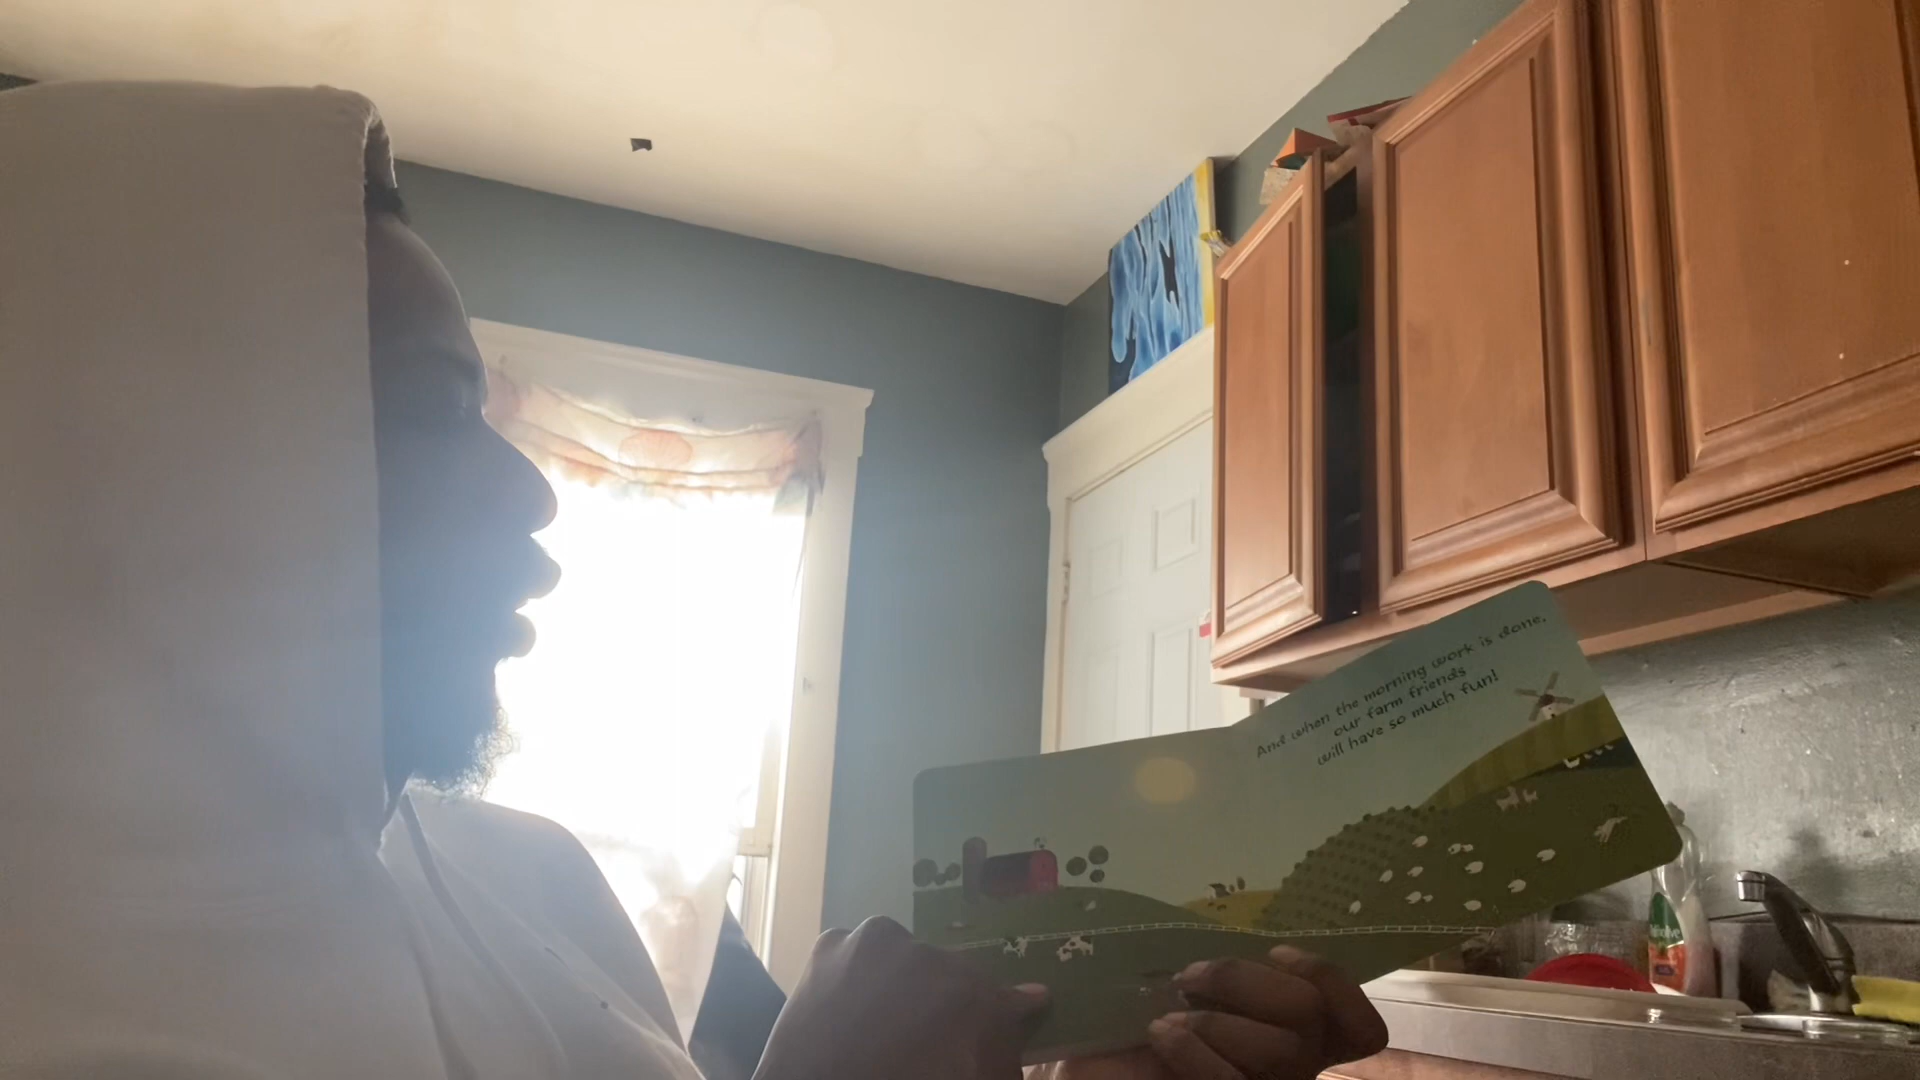 And when the morning work is done,
our farm friends
will have so much fun!